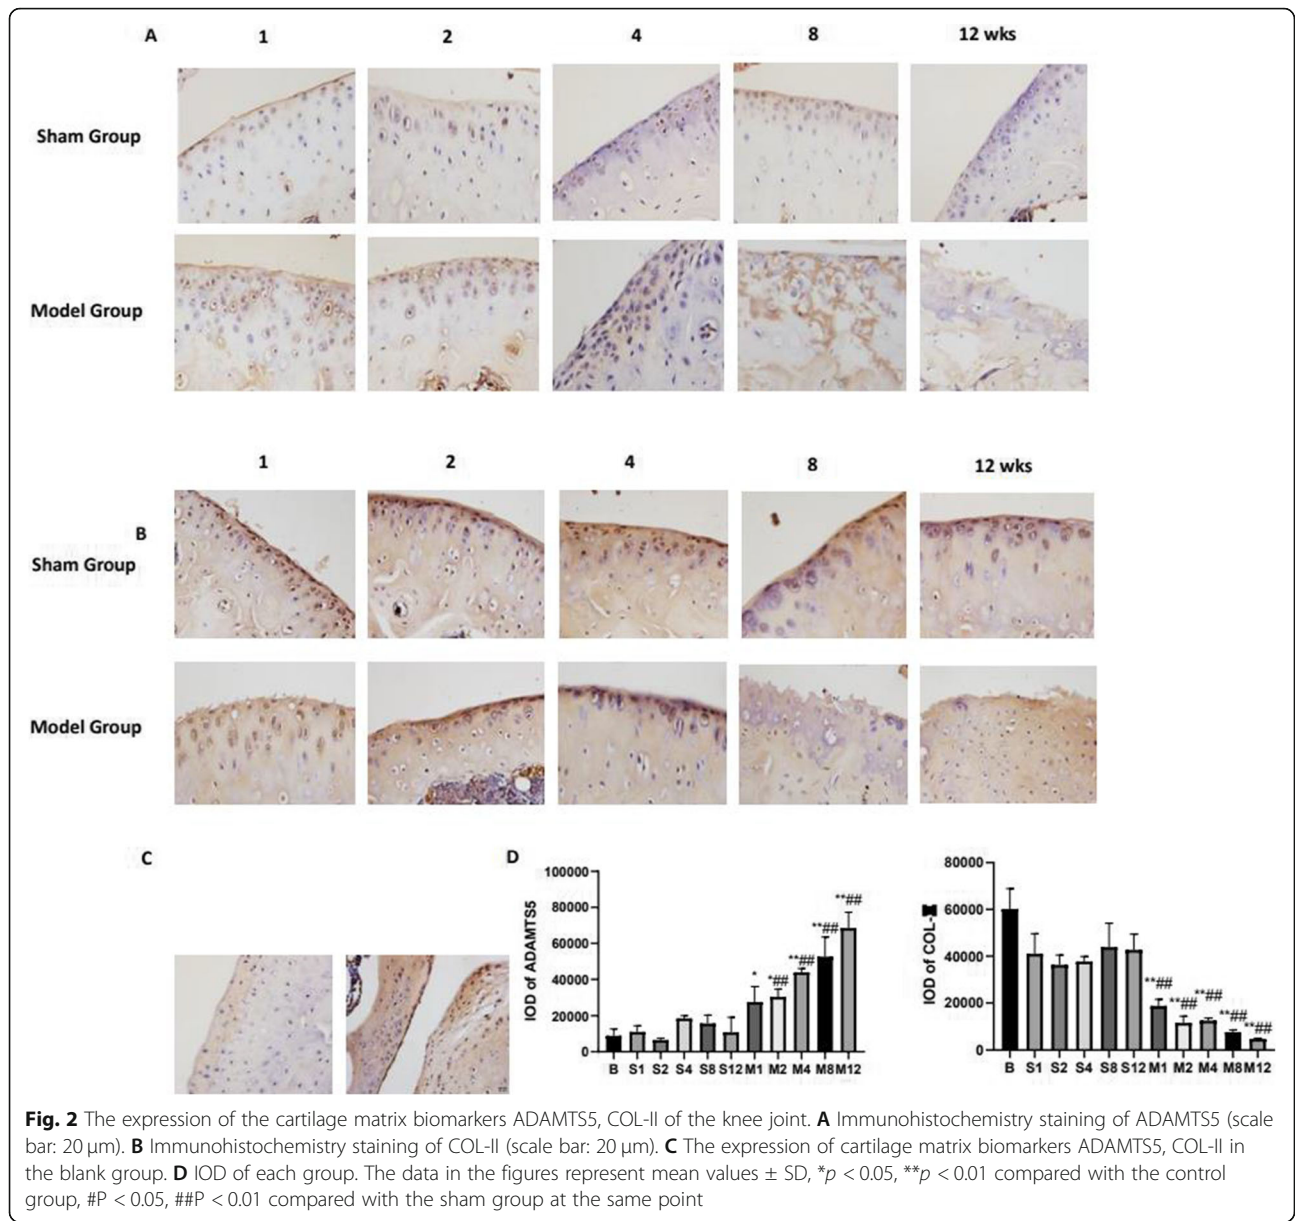 A 1 2 4 8 12 wks
Sham Group
Model Group
1 2 4 8 12 wks
B
Sham Group
Model Group
C
D
IOD of ADAMTS5
100000
80000
60000
40000
20000
0
* *## **## **## **##
B S1 S2 S4 S8 S12 M1 M2 M4 M8 M12
IOD of COL-
80000
60000
40000
20000
0
**## **## **## **## **##
B S1 S2 S4 S8 S12 M1 M2 M4 M8 M12
Fig. 2 The expression of the cartilage matrix biomarkers ADAMTS5, COL-II of the knee joint. A Immunohistochemistry staining of ADAMTS5 (scale
bar: 20 μm). B Immunohistochemistry staining of COL-II (scale bar: 20 μm). C The expression of cartilage matrix biomarkers ADAMTS5, COL-II in
the blank group. D IOD of each group. The data in the figures represent mean values ± SD, *p < 0.05, **p < 0.01 compared with the control
group, #P < 0.05, ##P < 0.01 compared with the sham group at the same point